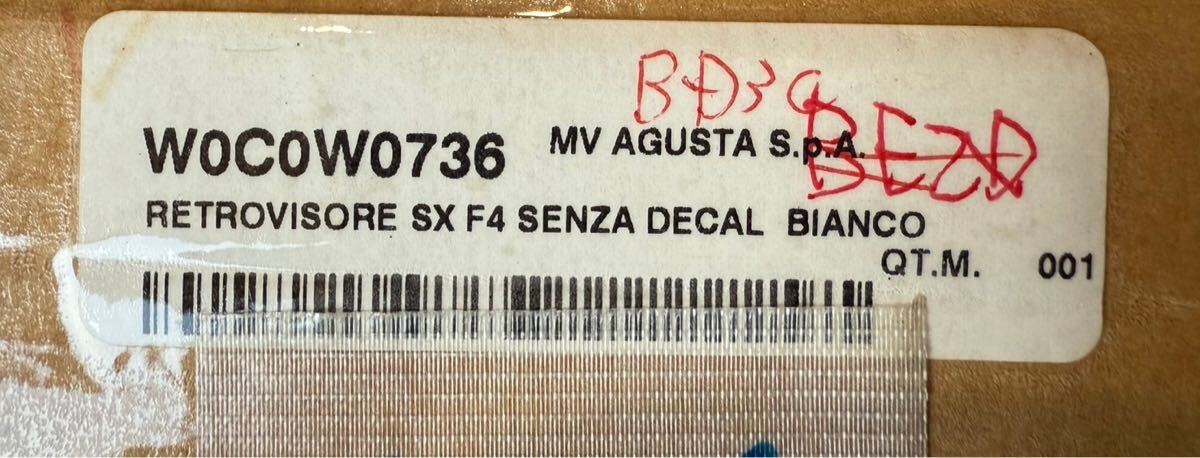 W0C0W0736 MV AGUSTA S.p.A.
RETROVISORE SX F4 SENZA DECAL BIANCO
QT.M. 001